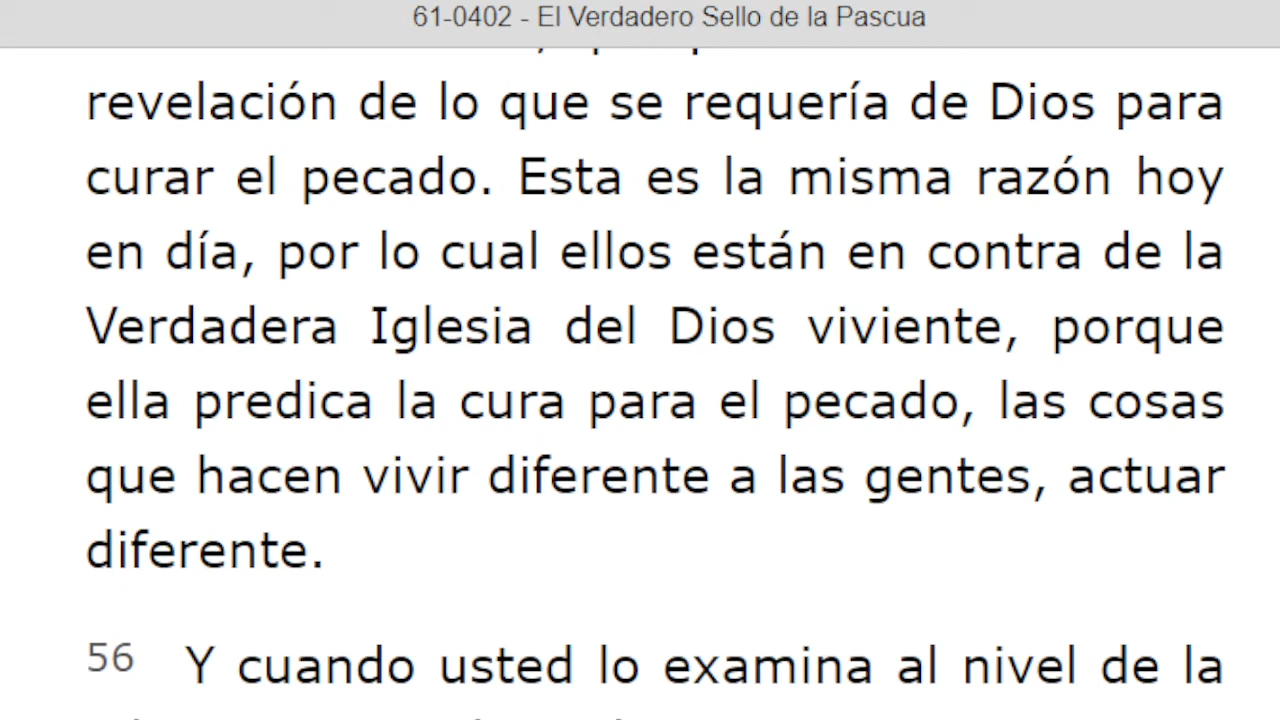 61-0402 - El Verdadero Sello de la Pascua
revelación de lo que se requería de Dios para
curar el pecado. Esta es la misma razón hoy
en día, por lo cual ellos están en contra de la
Verdadera Iglesia del Dios viviente, porque
ella predica la cura para el pecado, las cosas
que hacen vivir diferente a las gentes, actuar
diferente.
56 Y cuando usted lo examina al nivel de la